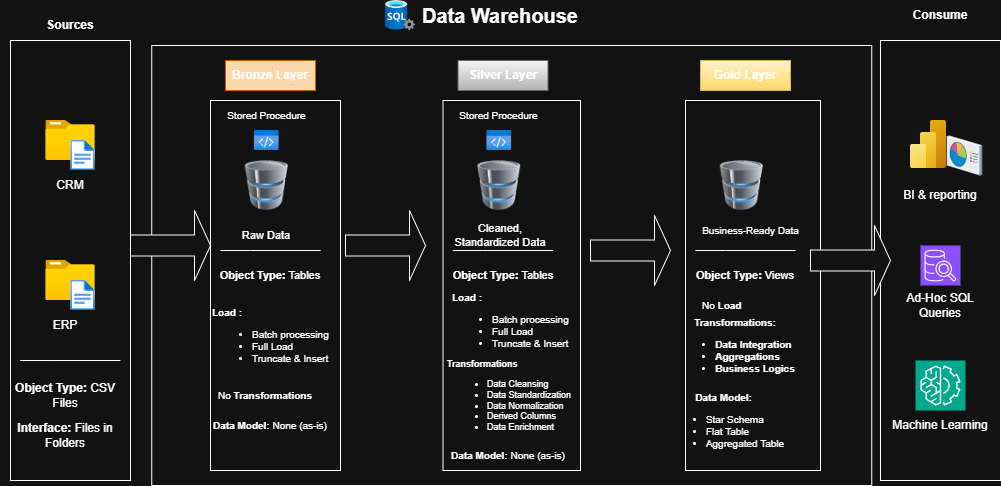 Data Warehouse
SQL
Sources
CRM
ERP
Object Type: CSV
Files
Interface: Files in
Folders
Bronze Layer
Stored Procedure
</>
Raw Data
Object Type: Tables
Load :
Batch processing
Full Load
Truncate & Insert
No Transformations
Data Model: None (as-is)
Silver Layer
Stored Procedure
</>
Cleaned,
Standardized Data
Object Type: Tables
Load :
Batch processing
Full Load
Truncate & Insert
Transformations
Data Cleansing
Data Standardization
Data Normalization
Derived Columns
Data Enrichment
Data Model: None (as-is)
Gold Layer
Business-Ready Data
Object Type: Views
No Load
Transformations:
Data Integration
Aggregations
Business Logics
Data Model:
Star Schema
Flat Table
Aggregated Table
Consume
BI & reporting
Ad-Hoc SQL
Queries
Machine Learning